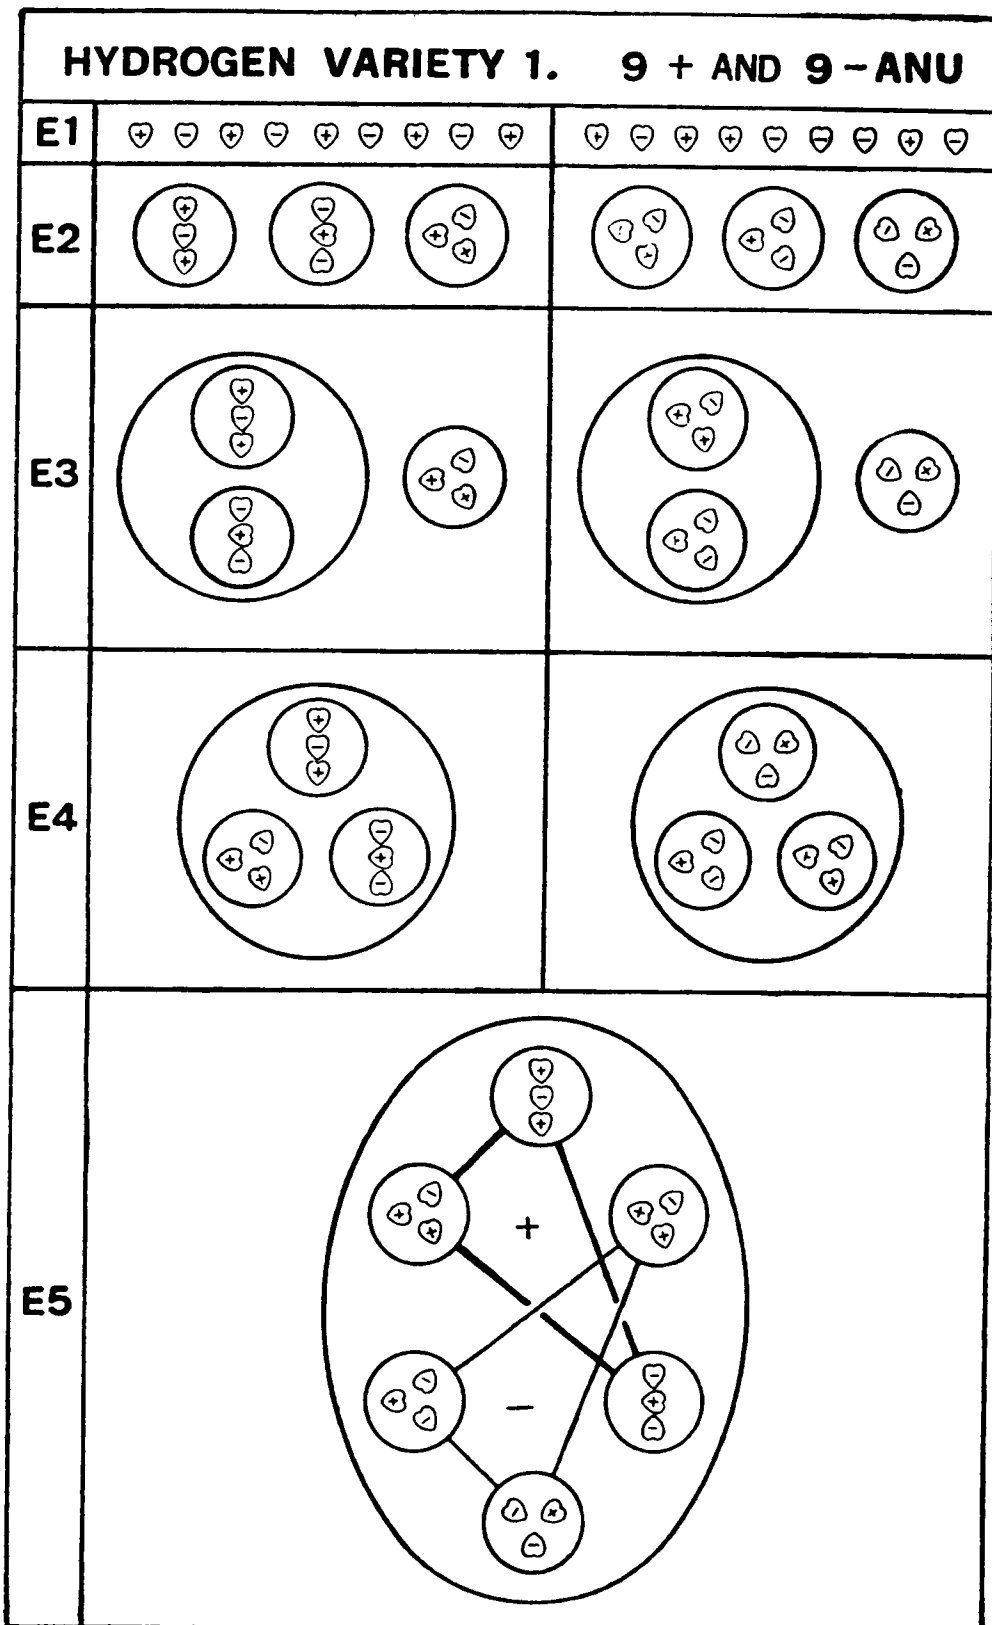 HYDROGEN VARIETY 1. 9 + AND 9 - ANU
E1
E2
E3
E4
E5
+
−